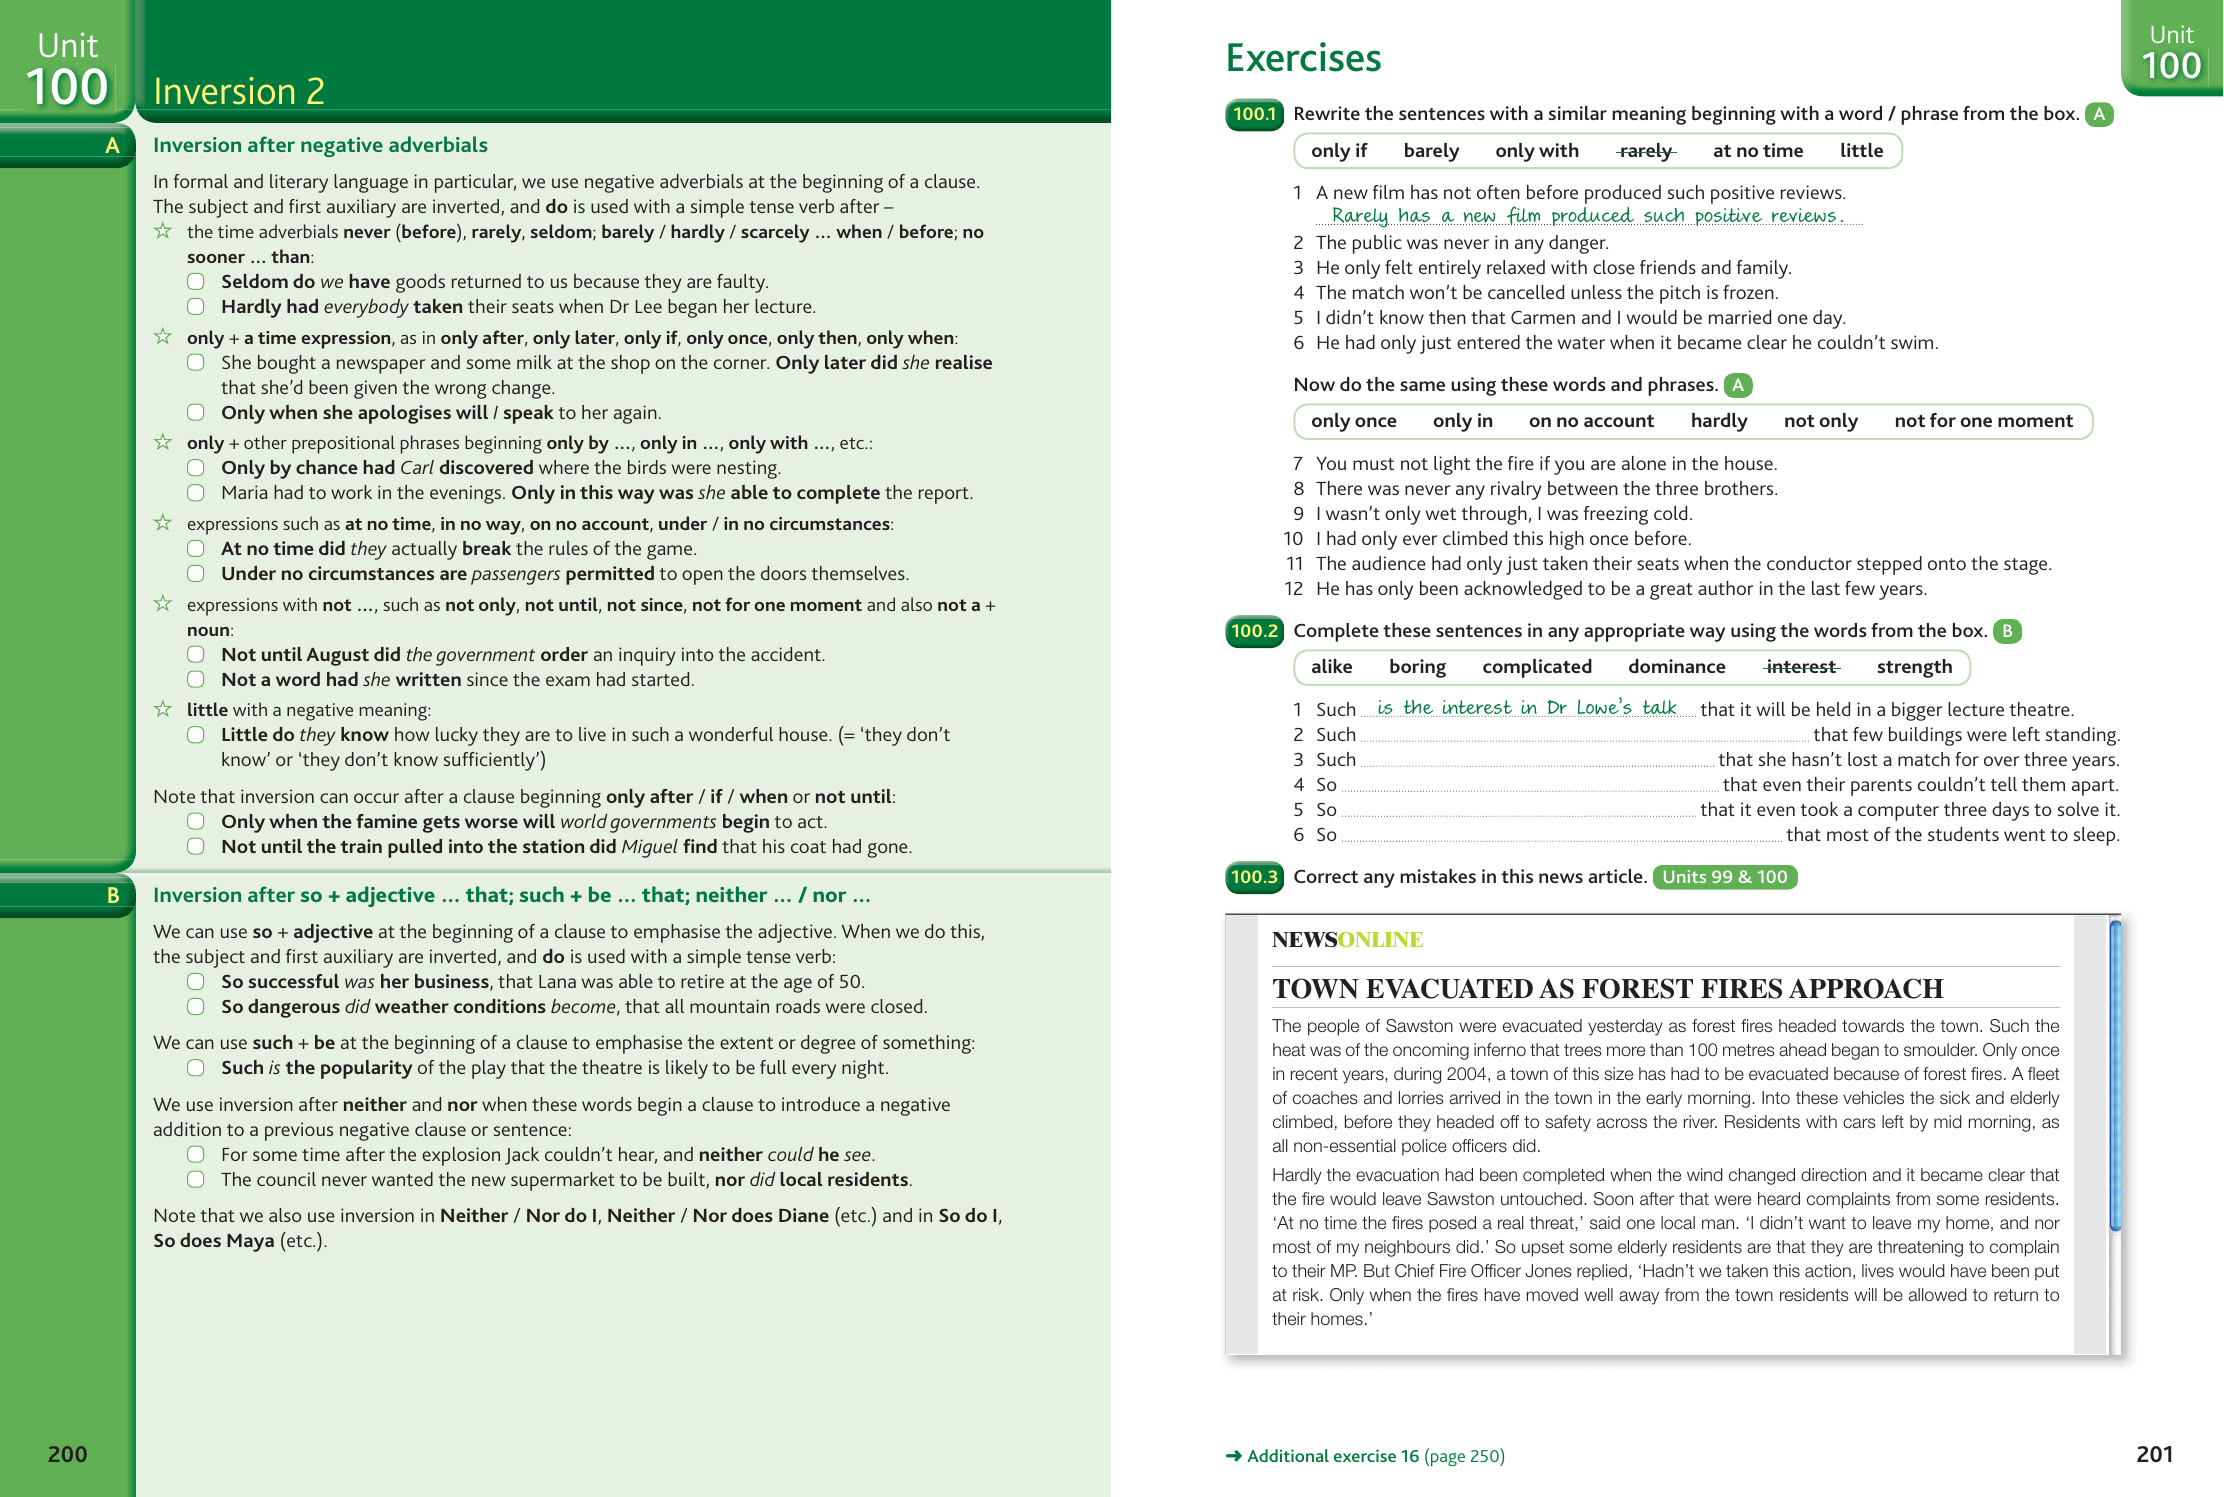 Unit
100
Inversion 2
A
Inversion after negative adverbials
In formal and literary language in particular, we use negative adverbials at the beginning of a clause.
The subject and first auxiliary are inverted, and do is used with a simple tense verb after –
☆ the time adverbials never (before), rarely, seldom; barely / hardly / scarcely ... when / before; no
sooner ... than:
Seldom do we have goods returned to us because they are faulty.
Hardly had everybody taken their seats when Dr Lee began her lecture.
☆ only + a time expression, as in only after, only later, only if, only once, only then, only when:
She bought a newspaper and some milk at the shop on the corner. Only later did she realise
that she'd been given the wrong change.
Only when she apologises will I speak to her again.
☆ only + other prepositional phrases beginning only by ..., only in ..., only with ..., etc.:
Only by chance had Carl discovered where the birds were nesting.
Maria had to work in the evenings. Only in this way was she able to complete the report.
☆ expressions such as at no time, in no way, on no account, under / in no circumstances:
At no time did they actually break the rules of the game.
Under no circumstances are passengers permitted to open the doors themselves.
☆ expressions with not ..., such as not only, not until, not since, not for one moment and also not a +
noun:
Not until August did the government order an inquiry into the accident.
Not a word had she written since the exam had started.
☆ little with a negative meaning:
Little do they know how lucky they are to live in such a wonderful house. (= 'they don't
know' or 'they don't know sufficiently')
Note that inversion can occur after a clause beginning only after / if / when or not until:
Only when the famine gets worse will world governments begin to act.
Not until the train pulled into the station did Miguel find that his coat had gone.
B
Inversion after so + adjective ... that; such + be ... that; neither ... / nor ...
We can use so + adjective at the beginning of a clause to emphasise the adjective. When we do this,
the subject and first auxiliary are inverted, and do is used with a simple tense verb:
So successful was her business, that Lana was able to retire at the age of 50.
So dangerous did weather conditions become, that all mountain roads were closed.
We can use such + be at the beginning of a clause to emphasise the extent or degree of something:
Such is the popularity of the play that the theatre is likely to be full every night.
We use inversion after neither and nor when these words begin a clause to introduce a negative
addition to a previous negative clause or sentence:
For some time after the explosion Jack couldn't hear, and neither could he see.
The council never wanted the new supermarket to be built, nor did local residents.
Note that we also use inversion in Neither / Nor do I, Neither / Nor does Diane (etc.) and in So do I,
So does Maya (etc.).
200
Exercises
Unit
100
100.1 Rewrite the sentences with a similar meaning beginning with a word / phrase from the box. A
only if barely only with rarely at no time little
1 A new film has not often before produced such positive reviews.
Rarely has a new film produced such positive reviews.
2 The public was never in any danger.
3 He only felt entirely relaxed with close friends and family.
4 The match won't be cancelled unless the pitch is frozen.
5 I didn't know then that Carmen and I would be married one day.
6 He had only just entered the water when it became clear he couldn't swim.
Now do the same using these words and phrases. A
only once only in on no account hardly not only not for one moment
7 You must not light the fire if you are alone in the house.
8 There was never any rivalry between the three brothers.
9 I wasn't only wet through, I was freezing cold.
10 I had only ever climbed this high once before.
11 The audience had only just taken their seats when the conductor stepped onto the stage.
12 He has only been acknowledged to be a great author in the last few years.
100.2 Complete these sentences in any appropriate way using the words from the box. B
alike boring complicated dominance interest strength
1 Such is the interest in Dr Lowe's talk that it will be held in a bigger lecture theatre.
2 Such ........ that few buildings were left standing.
3 Such ........ that she hasn't lost a match for over three years.
4 So ........ that even their parents couldn't tell them apart.
5 So ........ that it even took a computer three days to solve it.
6 So ........ that most of the students went to sleep.
100.3 Correct any mistakes in this news article. Units 99 & 100
NEWSONLINE
TOWN EVACUATED AS FOREST FIRES APPROACH
The people of Sawston were evacuated yesterday as forest fires headed towards the town. Such the
heat was of the oncoming inferno that trees more than 100 metres ahead began to smoulder. Only once
in recent years, during 2004, a town of this size has had to be evacuated because of forest fires. A fleet
of coaches and lorries arrived in the town in the early morning. Into these vehicles the sick and elderly
climbed, before they headed off to safety across the river. Residents with cars left by mid morning, as
all non-essential police officers did.
Hardly the evacuation had been completed when the wind changed direction and it became clear that
the fire would leave Sawston untouched. Soon after that were heard complaints from some residents.
'At no time the fires posed a real threat,' said one local man. 'I didn't want to leave my home, and nor
most of my neighbours did.' So upset some elderly residents are that they are threatening to complain
to their MP. But Chief Fire Officer Jones replied, 'Hadn't we taken this action, lives would have been put
at risk. Only when the fires have moved well away from the town residents will be allowed to return to
their homes.'
➜ Additional exercise 16 (page 250)
201